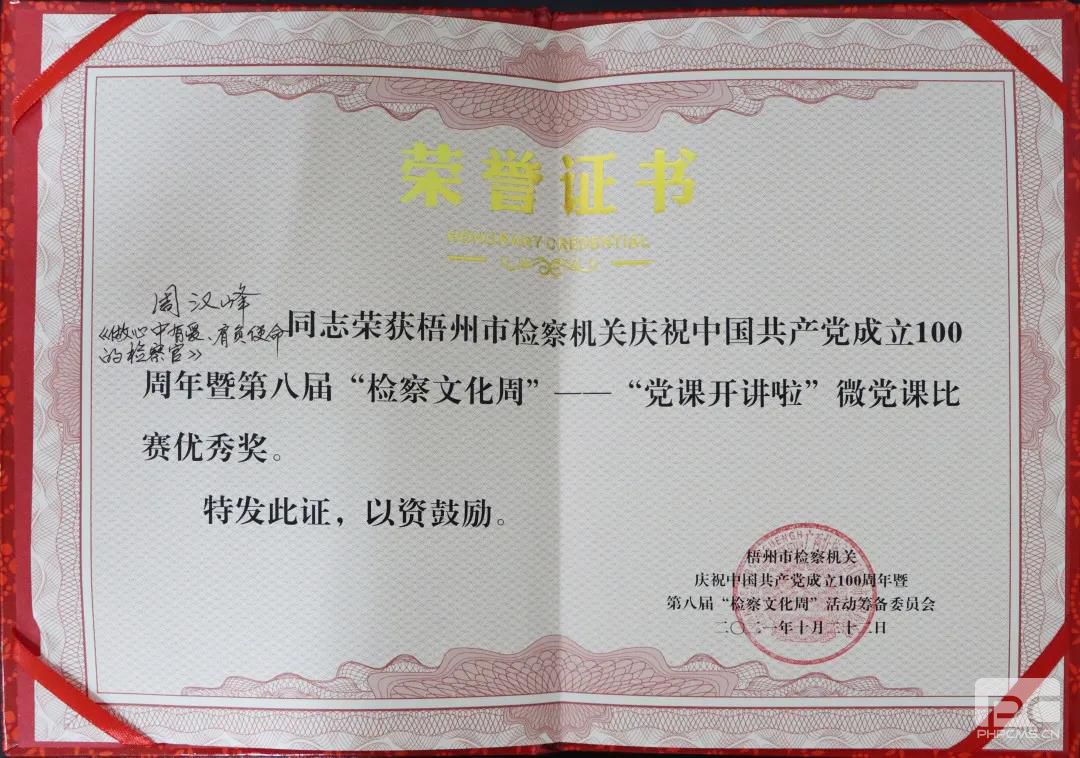 荣誉证书
HONORARY CREDENTIAL
周汉峰
《做心中有爱、肩负使命
的检察官》
同志荣获梧州市检察机关庆祝中国共产党成立100
周年暨第八届“检察文化周”——“党课开讲啦”微党课比
赛优秀奖。
特发此证，以资鼓励。
梧州市检察机关
庆祝中国共产党成立100周年暨
第八届“检察文化周”活动筹备委员会
二〇二一年十月二十二日
PHPCMS.CN